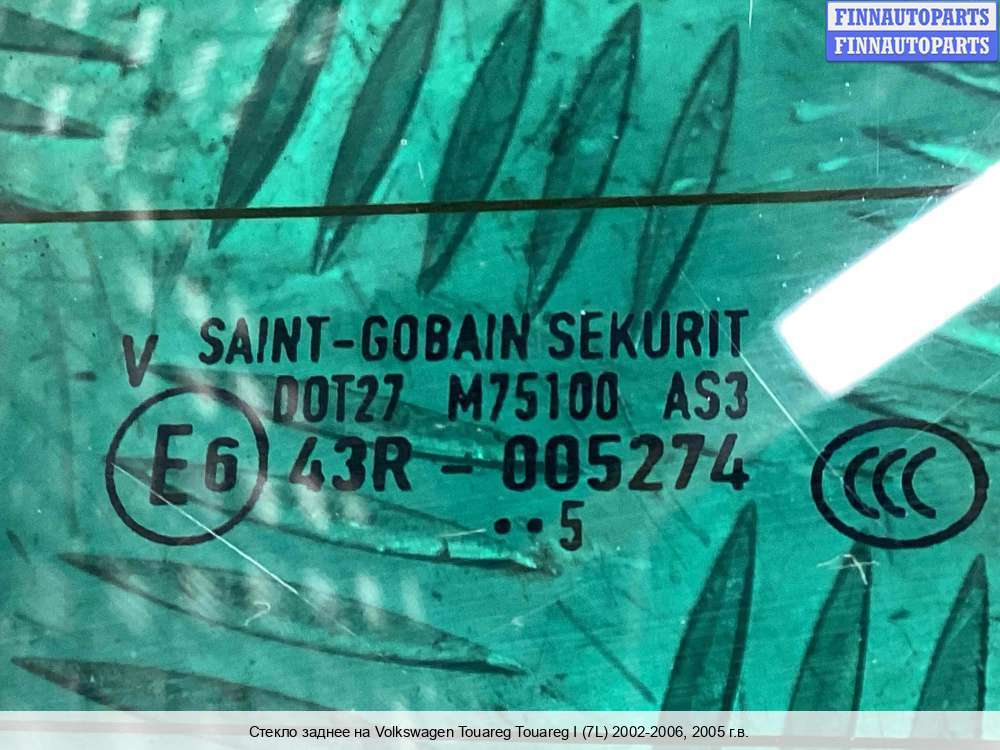 FINNAUTOPARTS
FINNAUTOPARTS
V SAINT-GOBAIN SEKURIT
DOT27 M75100 AS3
E6 43R - 005274
CCC
••5
Стекло заднее на Volkswagen Touareg Touareg I (7L) 2002-2006, 2005 г.в.